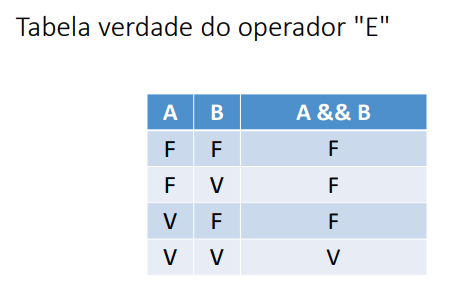 Tabela verdade do operador "E"
A B A && B
F F F
F V F
V F F
V V V